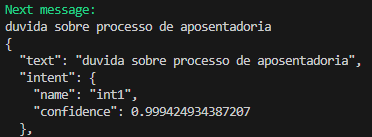 Next message:
duvida sobre processo de aposentadoria
{
  "text": "duvida sobre processo de aposentadoria",
  "intent": {
    "name": "int1",
    "confidence": 0.999424934387207
  },